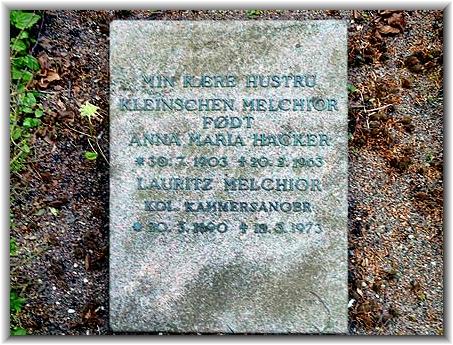 MIN KÆRE HUSTRU
KLEINSCHEN MELCHIOR
FØDT
ANNA MARIA HACKER
* 30.7.1903 ✝ 20.2.1963
LAURITZ MELCHIOR
KGL. KAMMERSANGER
* 20.3.1890 ✝ 18.3.1973